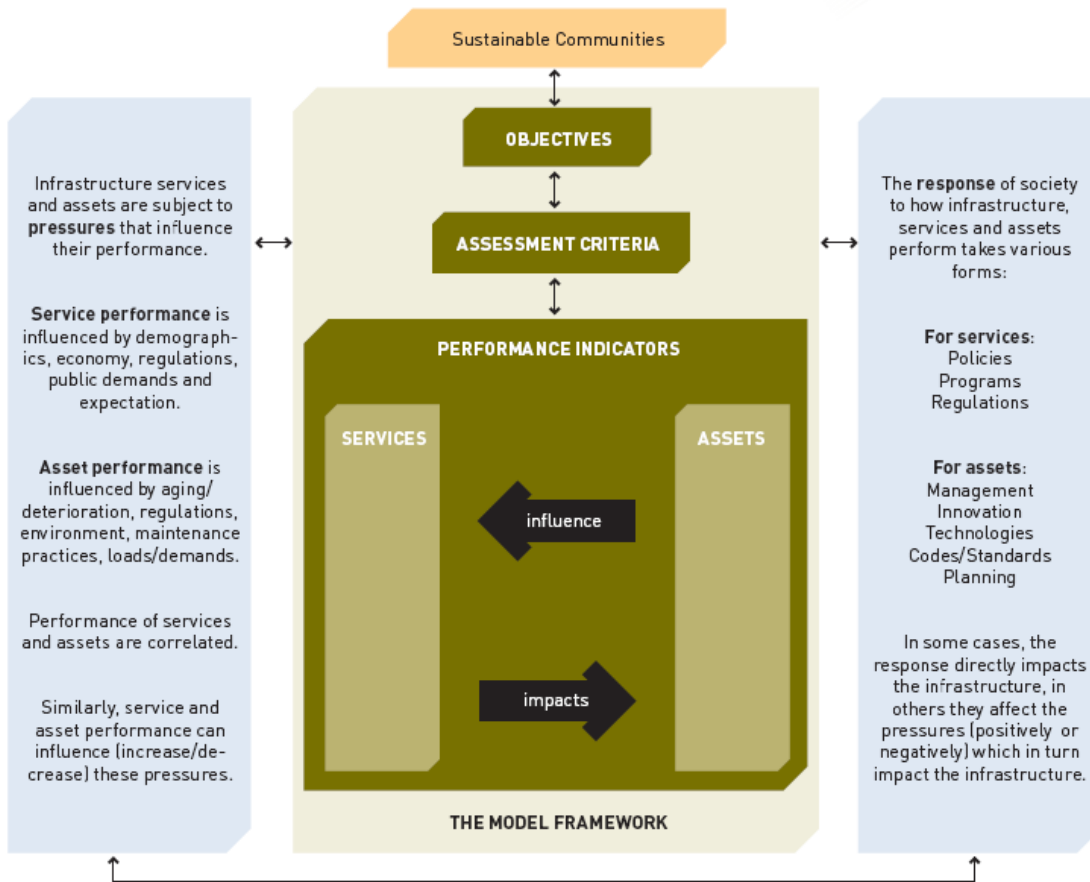 Sustainable Communities
OBJECTIVES
ASSESSMENT CRITERIA
PERFORMANCE INDICATORS
SERVICES
ASSETS
influence
impacts
THE MODEL FRAMEWORK
Infrastructure services
and assets are subject to
pressures that influence
their performance.
Service performance is
influenced by demograph-
ics, economy, regulations,
public demands and
expectation.
Asset performance is
influenced by aging/
deterioration, regulations,
environment, maintenance
practices, loads/demands.
Performance of services
and assets are correlated.
Similarly, service and
asset performance can
influence (increase/de-
crease) these pressures.
The response of society
to how infrastructure,
services and assets
perform takes various
forms:
For services:
Policies
Programs
Regulations
For assets:
Management
Innovation
Technologies
Codes/Standards
Planning
In some cases, the
response directly impacts
the infrastructure, in
others they affect the
pressures (positively or
negatively) which in turn
impact the infrastructure.